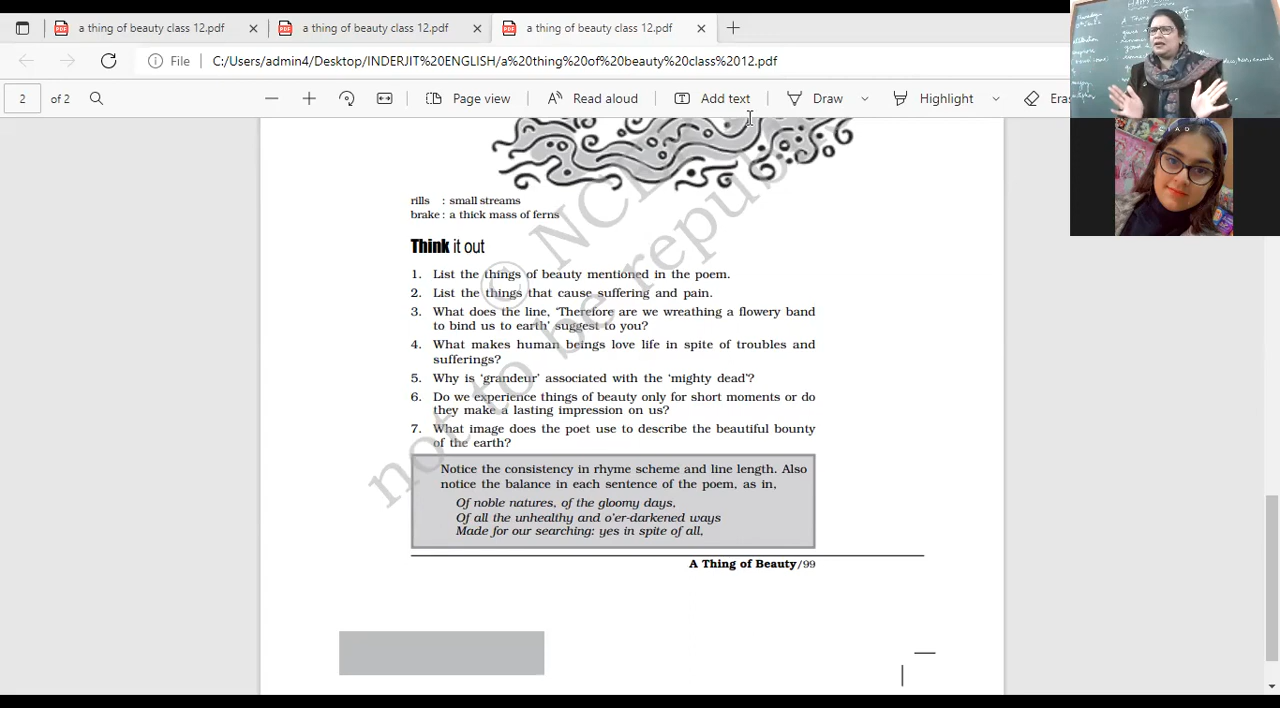 a thing of beauty class 12.pdf
a thing of beauty class 12.pdf
a thing of beauty class 12.pdf
File
C:/Users/admin4/Desktop/INDERJIT%20ENGLISH/a%20thing%20of%20beauty%20class%2012.pdf
2 of 2
Page view
Read aloud
Add text
Draw
Highlight
rills : small streams
brake : a thick mass of ferns
Think it out
1. List the things of beauty mentioned in the poem.
2. List the things that cause suffering and pain.
3. What does the line, 'Therefore are we wreathing a flowery band
to bind us to earth' suggest to you?
4. What makes human beings love life in spite of troubles and
sufferings?
5. Why is 'grandeur' associated with the 'mighty dead'?
6. Do we experience things of beauty only for short moments or do
they make a lasting impression on us?
7. What image does the poet use to describe the beautiful bounty
of the earth?
Notice the consistency in rhyme scheme and line length. Also
notice the balance in each sentence of the poem, as in,
Of noble natures, of the gloomy days,
Of all the unhealthy and o'er-darkened ways
Made for our searching: yes in spite of all,
A Thing of Beauty/99
not to be republ